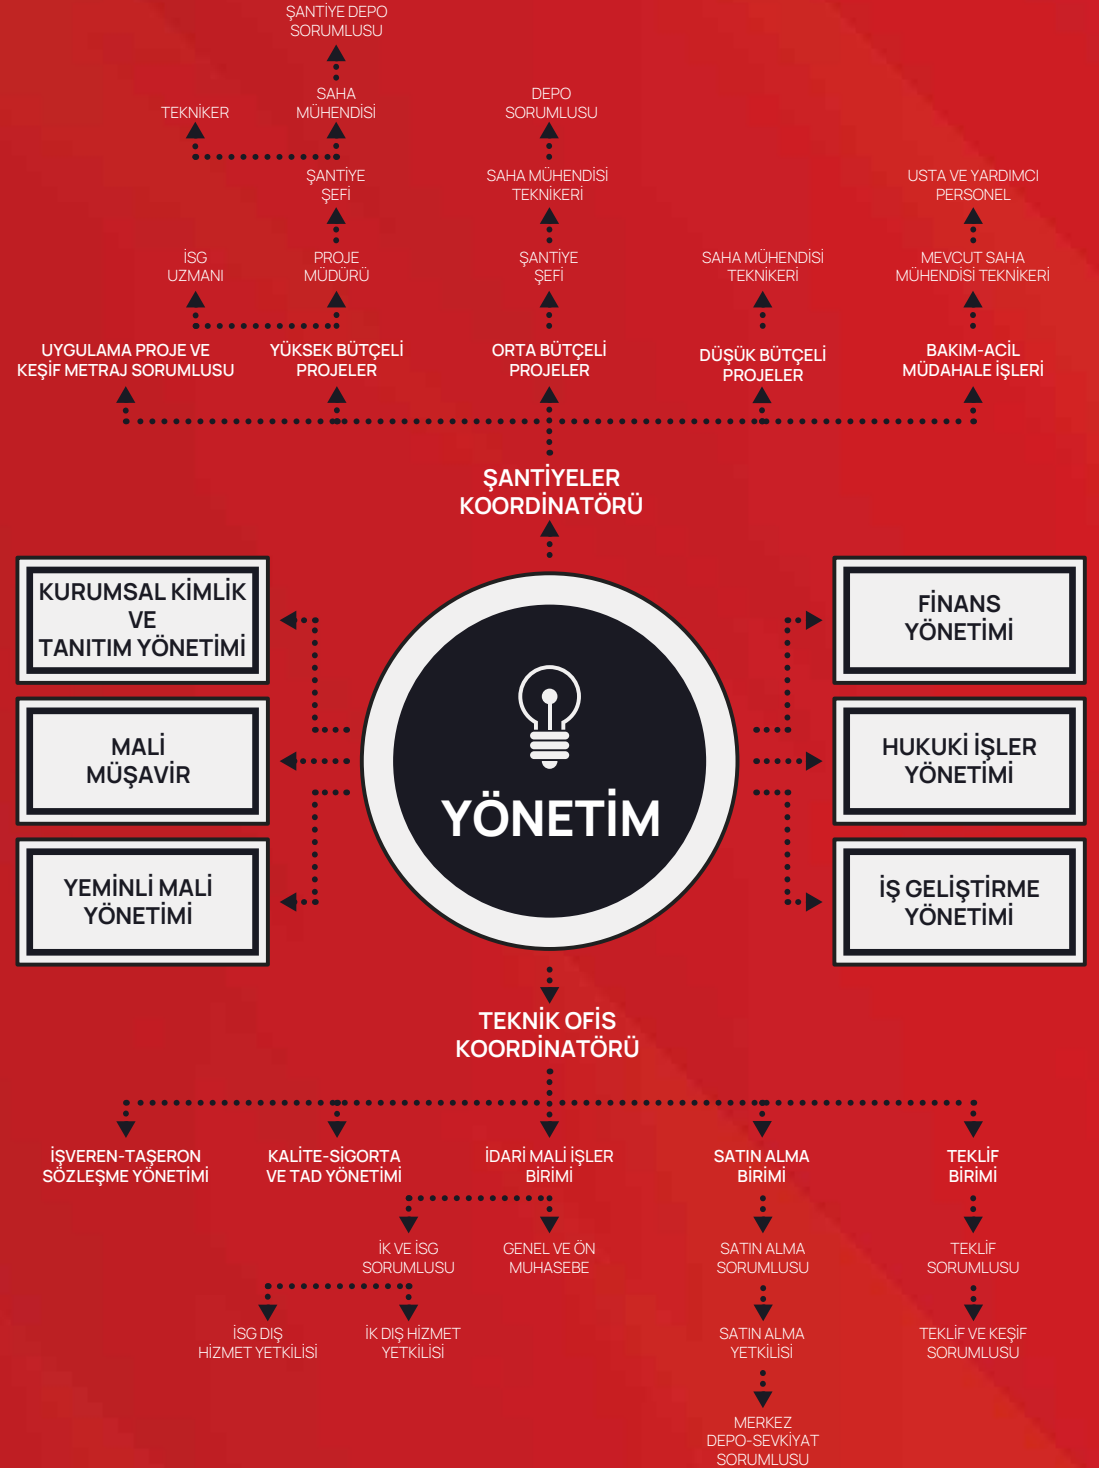 ŞANTİYE DEPO
SORUMLUSU
TEKNİKER
SAHA
MÜHENDİSİ
DEPO
SORUMLUSU
ŞANTİYE
ŞEFİ
SAHA MÜHENDİSİ
TEKNİKERİ
USTA VE YARDIMCI
PERSONEL
İSG
UZMANI
PROJE
MÜDÜRÜ
ŞANTİYE
ŞEFİ
SAHA MÜHENDİSİ
TEKNİKERİ
MEVCUT SAHA
MÜHENDİSİ TEKNİKERİ
UYGULAMA PROJE VE
KEŞİF METRAJ SORUMLUSU
YÜKSEK BÜTÇELİ
PROJELER
ORTA BÜTÇELİ
PROJELER
DÜŞÜK BÜTÇELİ
PROJELER
BAKIM-ACİL
MÜDAHALE İŞLERİ
ŞANTİYELER
KOORDİNATÖRÜ
KURUMSAL KİMLİK
VE
TANITIM YÖNETİMİ
MALİ
MÜŞAVİR
YEMİNLİ MALİ
YÖNETİMİ
YÖNETİM
FİNANS
YÖNETİMİ
HUKUKİ İŞLER
YÖNETİMİ
İŞ GELİŞTİRME
YÖNETİMİ
TEKNİK OFİS
KOORDİNATÖRÜ
İŞVEREN-TAŞERON
SÖZLEŞME YÖNETİMİ
KALİTE-SİGORTA
VE TAD YÖNETİMİ
İDARİ MALİ İŞLER
BİRİMİ
SATIN ALMA
BİRİMİ
TEKLİF
BİRİMİ
İK VE İSG
SORUMLUSU
GENEL VE ÖN
MUHASEBE
SATIN ALMA
SORUMLUSU
TEKLİF
SORUMLUSU
İSG DIŞ
HİZMET YETKİLİSİ
İK DIŞ HİZMET
YETKİLİSİ
SATIN ALMA
YETKİLİSİ
TEKLİF VE KEŞİF
SORUMLUSU
MERKEZ
DEPO-SEVKİYAT
SORUMLUSU